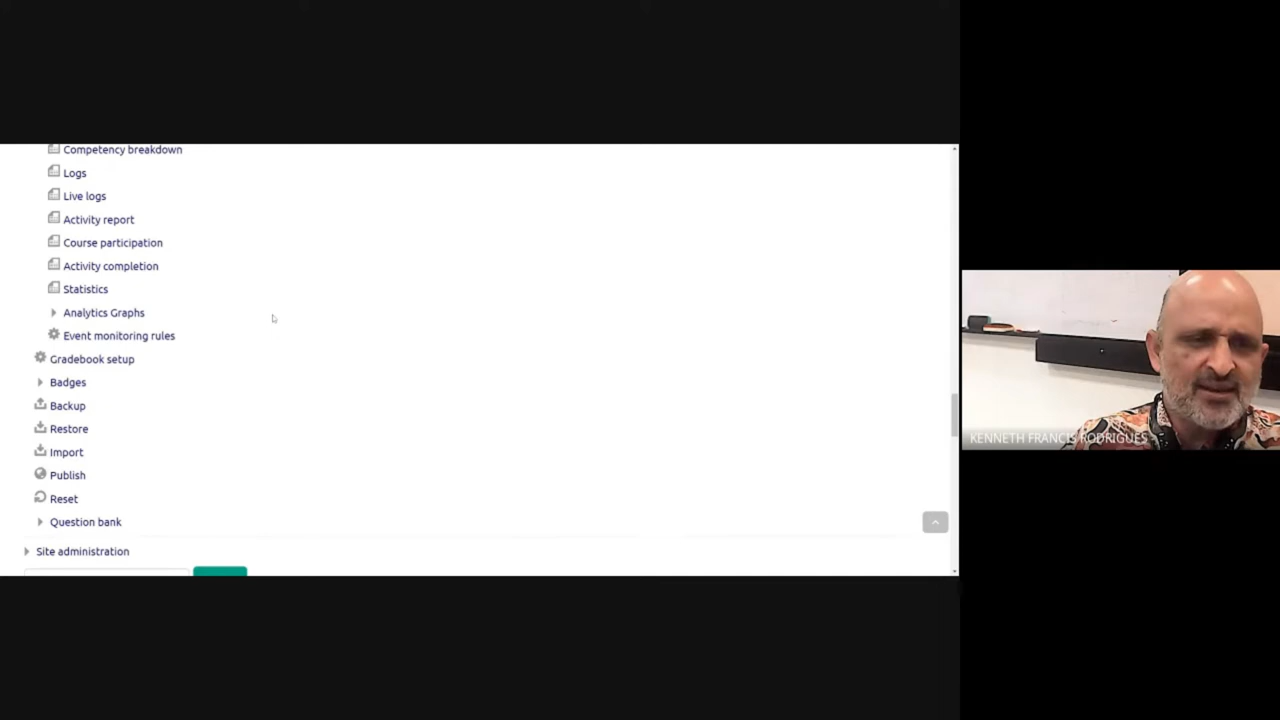 Competency breakdown
Logs
Live logs
Activity report
Course participation
Activity completion
Statistics
Analytics Graphs
Event monitoring rules
Gradebook setup
Badges
Backup
Restore
Import
Publish
Reset
Question bank
Site administration
KENNETH FRANCIS RODRIGUES